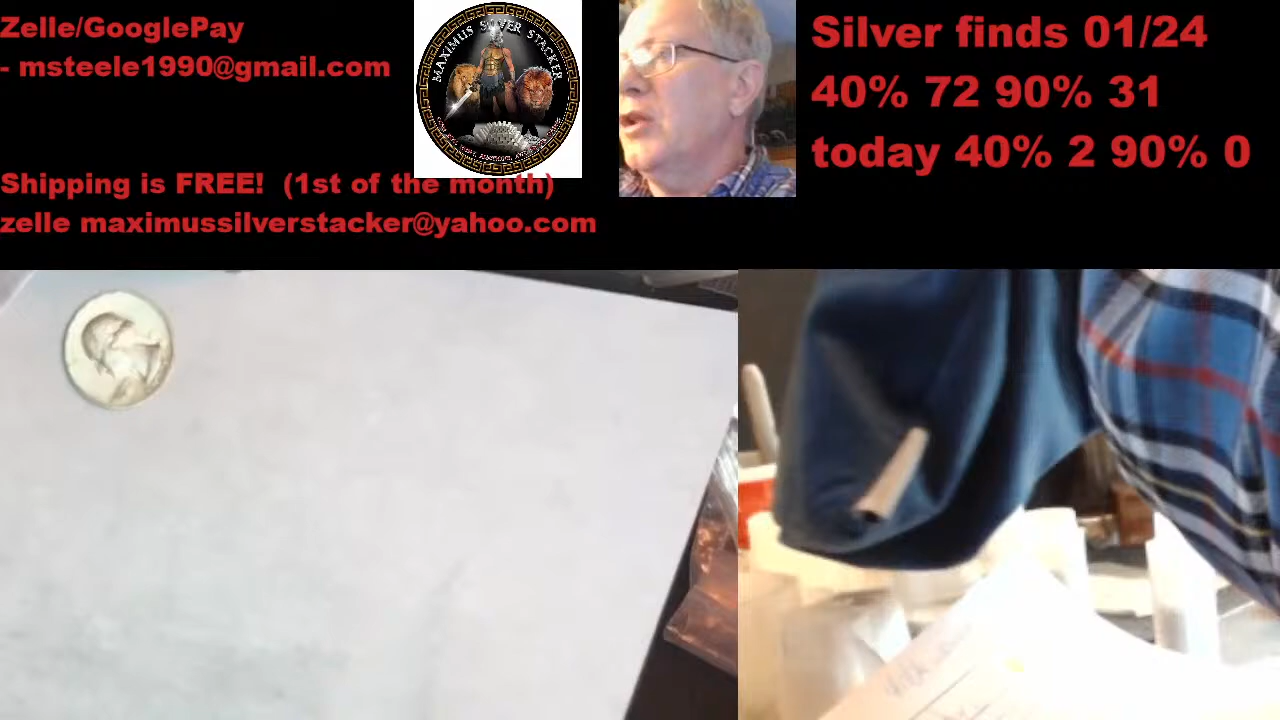 Zelle/GooglePay
- msteele1990@gmail.com
Shipping is FREE! (1st of the month)
zelle maximussilverstacker@yahoo.com
MAXIMUS SILVER STACKER
Silver finds 01/24
40% 72 90% 31
today 40% 2 90% 0